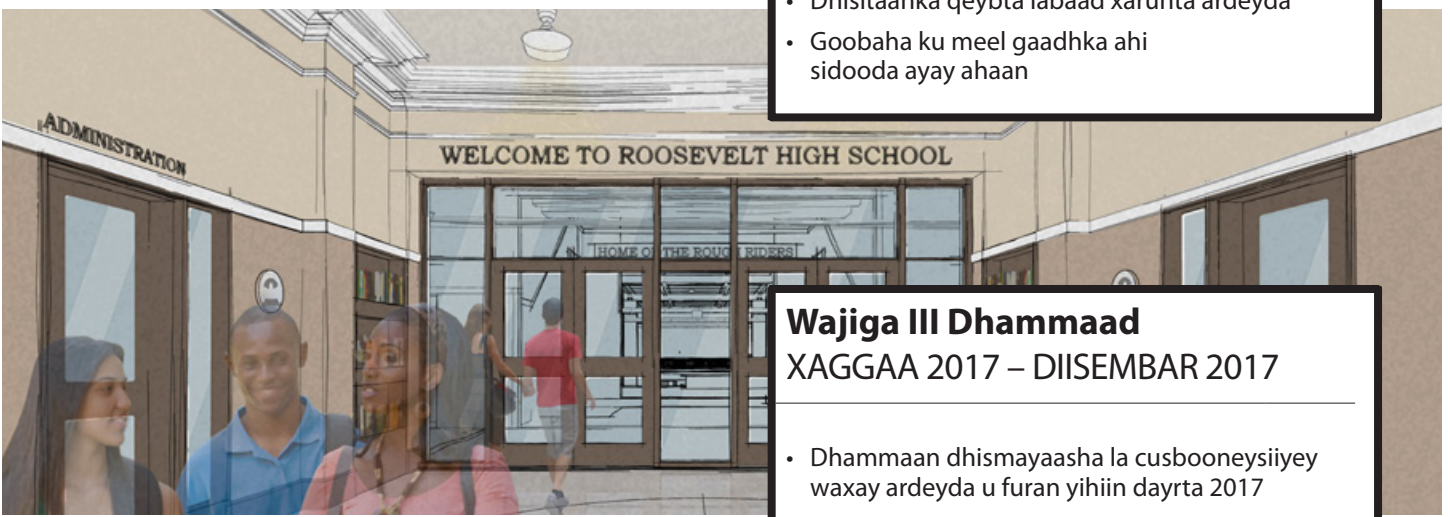 • Dhisitaanka qeybta labaad xarunta ardeyda
• Goobaha ku meel gaadhka ahi
sidooda ayay ahaan
ADMINISTRATION
WELCOME TO ROOSEVELT HIGH SCHOOL
HOME OF THE ROUGH RIDERS
Wajiga III Dhammaad
XAGGAA 2017 – DIISEMBAR 2017
• Dhammaan dhismayaasha la cusbooneysiiyey
waxay ardeyda u furan yihiin dayrta 2017